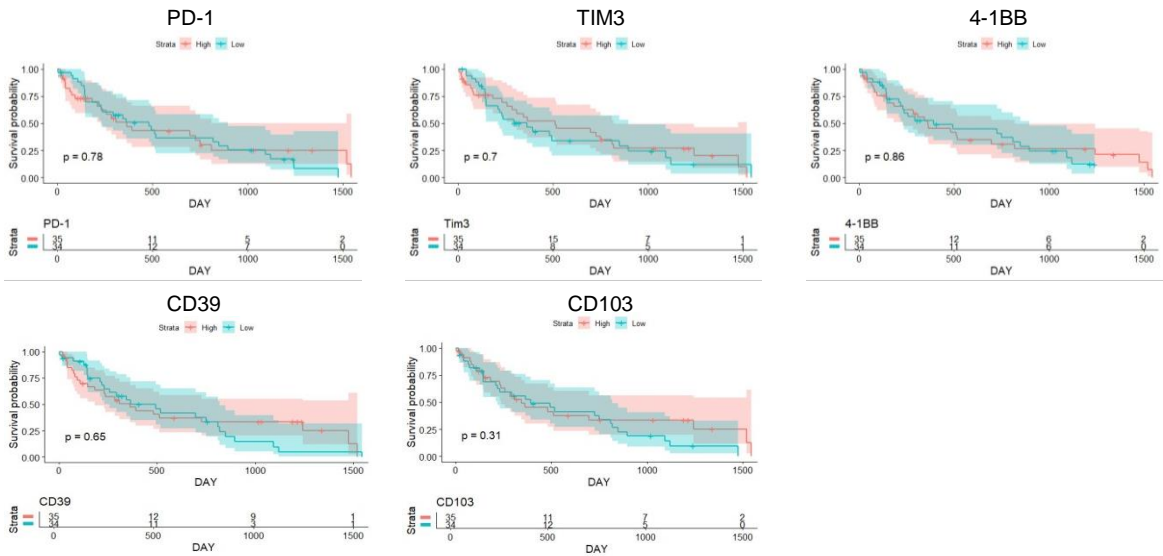 PD-1
Strata High Low
Survival probability
1.00
0.75
0.50
0.25
0.00
p = 0.78
0 500 1000 1500
DAY
PD-1
Strata
35 11 5 2
34 12 7 0
0 500 1000 1500
DAY
TIM3
Strata High Low
Survival probability
1.00
0.75
0.50
0.25
0.00
p = 0.7
0 500 1000 1500
DAY
Tim3
Strata
35 15 7 1
34 8 5 1
0 500 1000 1500
DAY
4-1BB
Strata High Low
Survival probability
1.00
0.75
0.50
0.25
0.00
p = 0.86
0 500 1000 1500
DAY
4-1BB
Strata
35 12 6 2
34 11 6 0
0 500 1000 1500
DAY
CD39
Strata High Low
Survival probability
1.00
0.75
0.50
0.25
0.00
p = 0.65
0 500 1000 1500
DAY
CD39
Strata
35 12 9 1
34 11 3 1
0 500 1000 1500
DAY
CD103
Strata High Low
Survival probability
1.00
0.75
0.50
0.25
0.00
p = 0.31
0 500 1000 1500
DAY
CD103
Strata
35 11 7 2
34 12 5 0
0 500 1000 1500
DAY